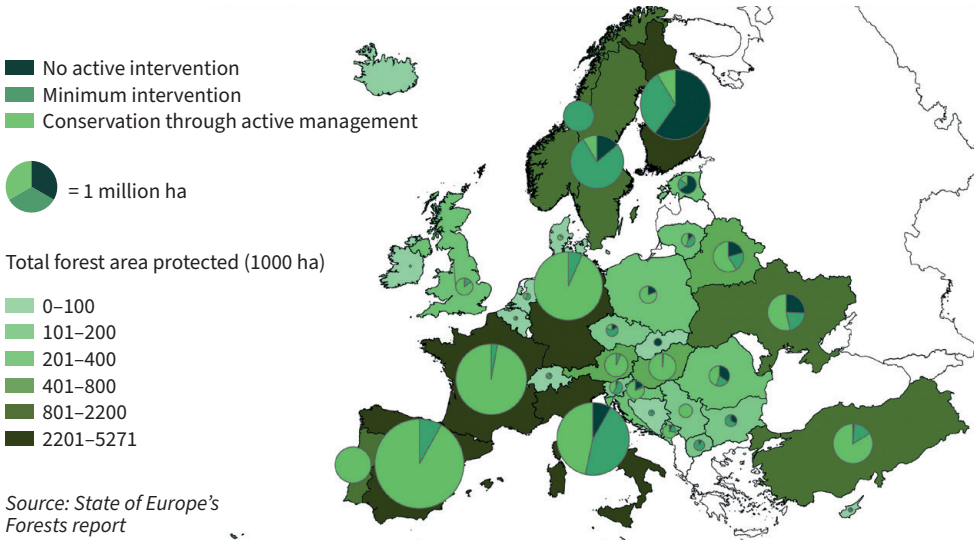 No active intervention
Minimum intervention
Conservation through active management
= 1 million ha
Total forest area protected (1000 ha)
0–100
101–200
201–400
401–800
801–2200
2201–5271
Source: State of Europe's
Forests report